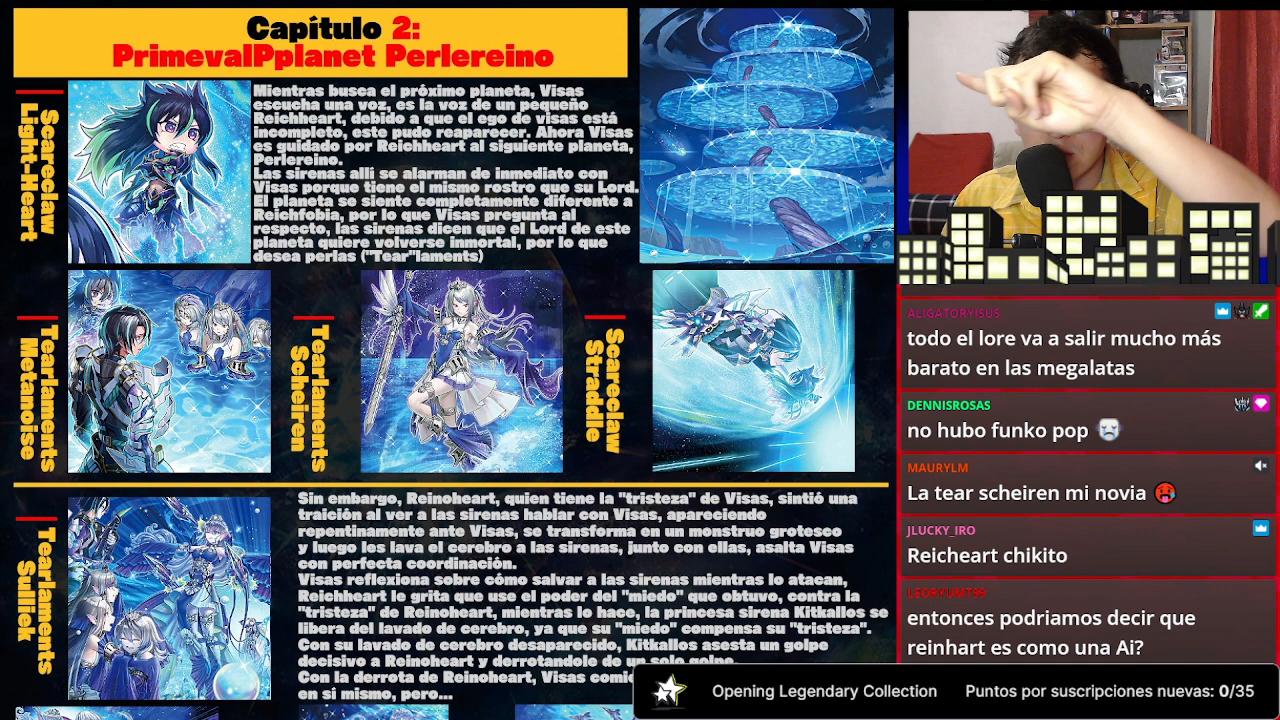 Capítulo 2:
PrimevalPplanet Perlereino
Scareclaw
Light-Heart
Mientras busca el próximo planeta, Visas
escucha una voz, es la voz de un pequeño
Reichheart, debido a que el ego de visas está
incompleto, este pudo reaparecer. Ahora Visas
es guiado por Reichheart al siguiente planeta,
Perlereino.
Las sirenas allí se alarman de inmediato con
Visas porque tiene el mismo rostro que su Lord.
El planeta se siente completamente diferente a
Reichfobia, por lo que Visas pregunta al
respecto, las sirenas dicen que el Lord de este
planeta quiere volverse inmortal, por lo que
desea perlas ("Tear"laments)
Tearlaments
Metanoise
Tearlaments
Scheiren
Scareclaw
Straddle
Tearlaments
Sulliek
Sin embargo, Reinoheart, quien tiene la "tristeza" de Visas, sintió una
traición al ver a las sirenas hablar con Visas, apareciendo
repentinamente ante Visas, se transforma en un monstruo grotesco
y luego les lava el cerebro a las sirenas, junto con ellas, asalta Visas
con perfecta coordinación.
Visas reflexiona sobre cómo salvar a las sirenas mientras lo atacan,
Reichheart le grita que use el poder del "miedo" que obtuvo, contra la
"tristeza" de Reinoheart, mientras lo hace, la princesa sirena Kitkallos se
libera del lavado de cerebro, ya que su "miedo" compensa su "tristeza".
Con su lavado de cerebro desaparecido, Kitkallos asesta un golpe
decisivo a Reinoheart y derrotandole de un solo golpe.
Con la derrota de Reinoheart, Visas
en sí mismo, pero...
ALIGATORYISUS
todo el lore va a salir mucho más
barato en las megalatas
DENNISROSAS
no hubo funko pop
MAURYLM
La tear scheiren mi novia
JLUCKY_IRO
Reicheart chikito
LEORYUMT99
entonces podriamos decir que
reinhart es como una Ai?
Opening Legendary Collection
Puntos por suscripciones nuevas: 0/35